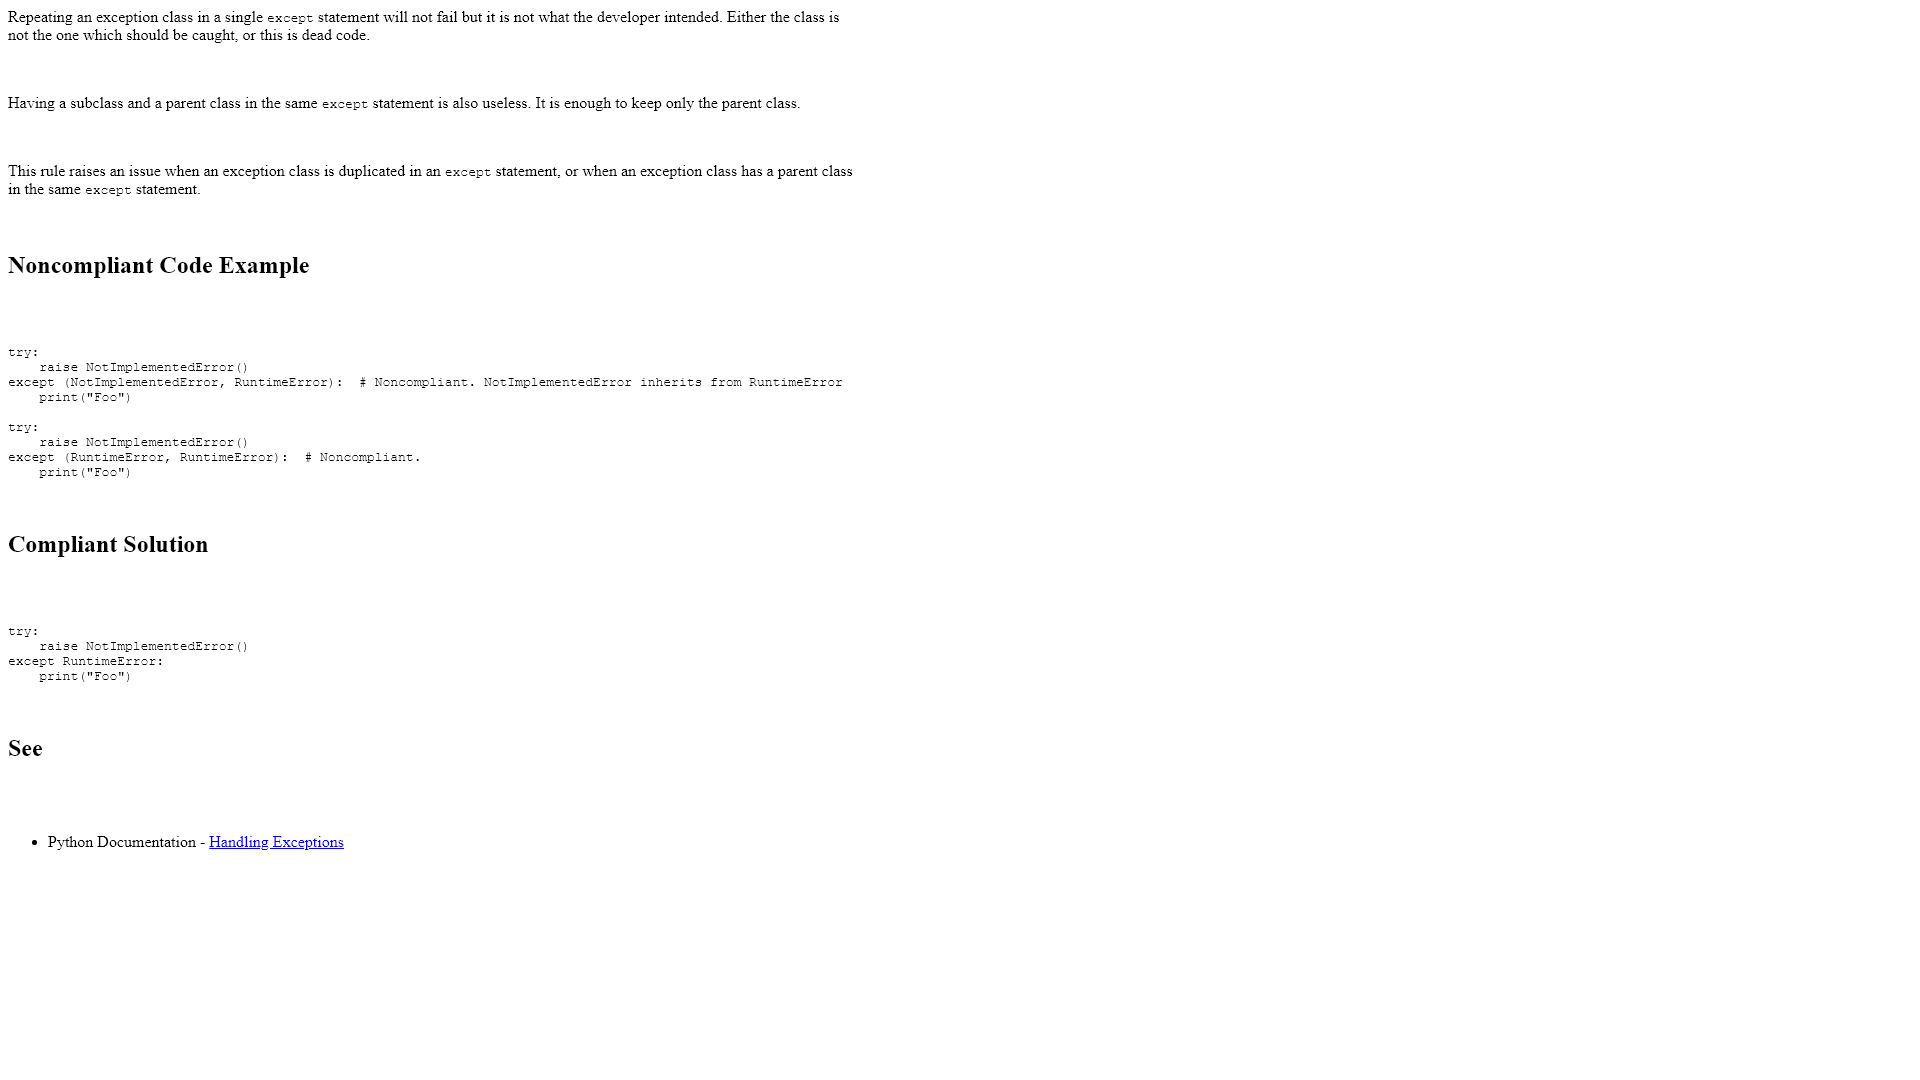 Repeating an exception class in a single except statement will not fail but it is not what the developer intended. Either the class is
not the one which should be caught, or this is dead code.
Having a subclass and a parent class in the same except statement is also useless. It is enough to keep only the parent class.
This rule raises an issue when an exception class is duplicated in an except statement, or when an exception class has a parent class
in the same except statement.
Noncompliant Code Example
try:
    raise NotImplementedError()
except (NotImplementedError, RuntimeError):  # Noncompliant. NotImplementedError inherits from RuntimeError
    print("Foo")
try:
    raise NotImplementedError()
except (RuntimeError, RuntimeError):  # Noncompliant.
    print("Foo")
Compliant Solution
try:
    raise NotImplementedError()
except RuntimeError:
    print("Foo")
See
• Python Documentation - Handling Exceptions